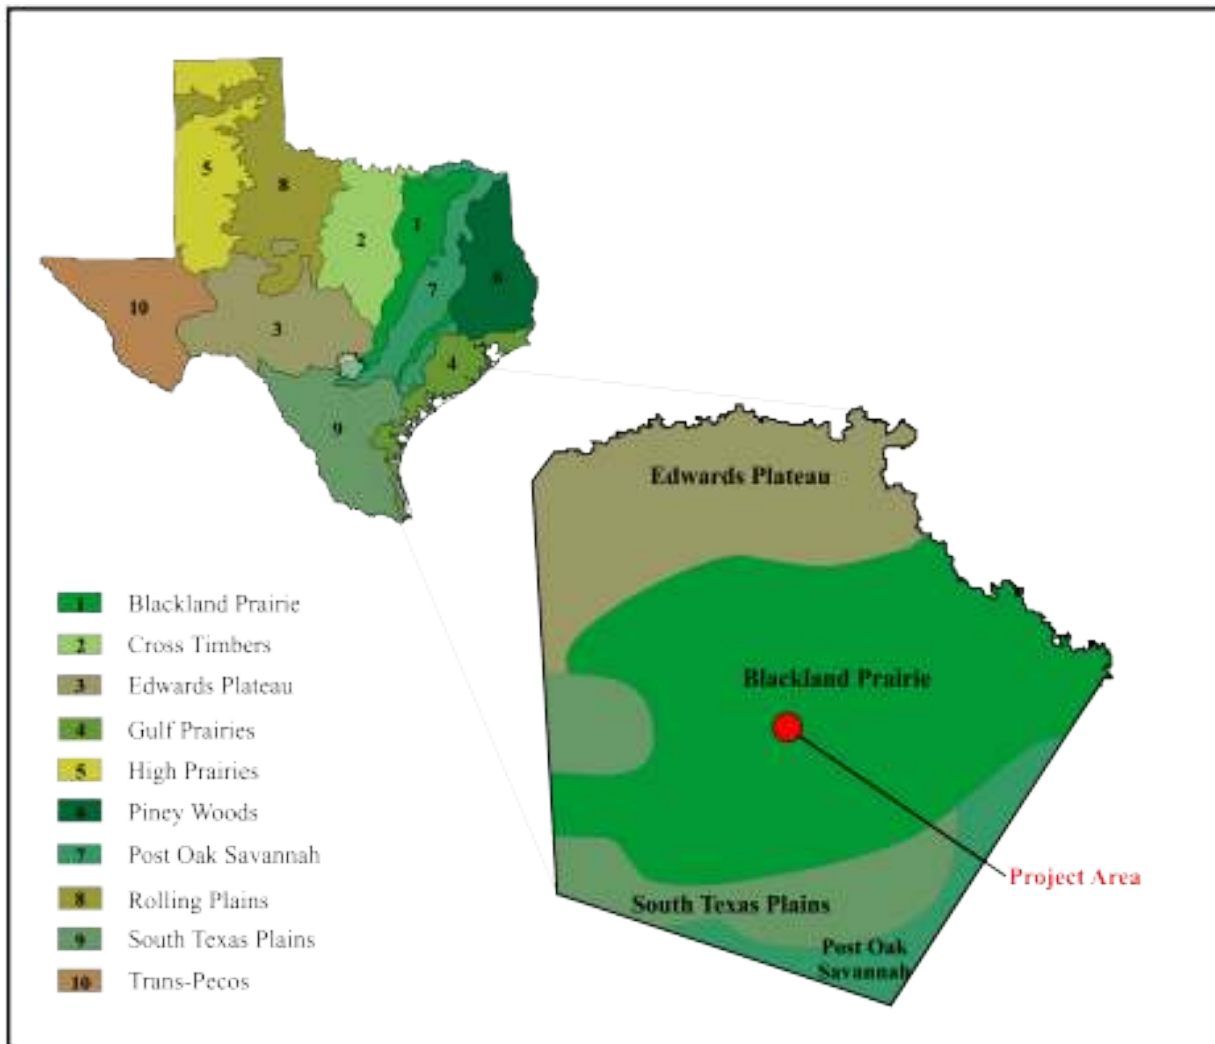 5
8
2
1
7
6
10
3
4
9
Edwards Plateau
Blackland Prairie
Project Area
South Texas Plains
Post Oak
Savannah
1 Blackland Prairie
2 Cross Timbers
3 Edwards Plateau
4 Gulf Prairies
5 High Prairies
6 Piney Woods
7 Post Oak Savannah
8 Rolling Plains
9 South Texas Plains
10 Trans-Pecos